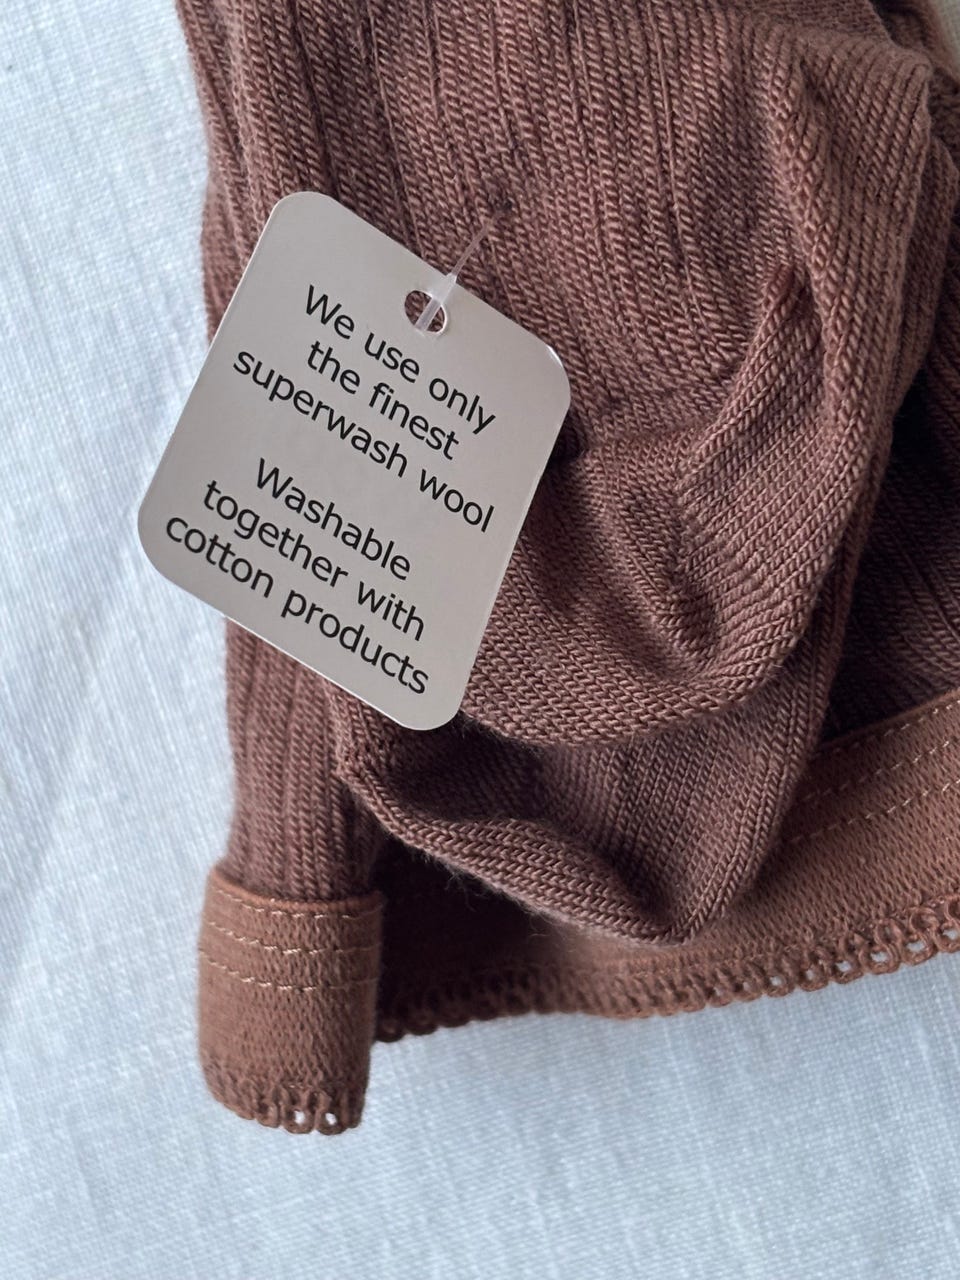 We use only
the finest
superwash wool
Washable
together with
cotton products